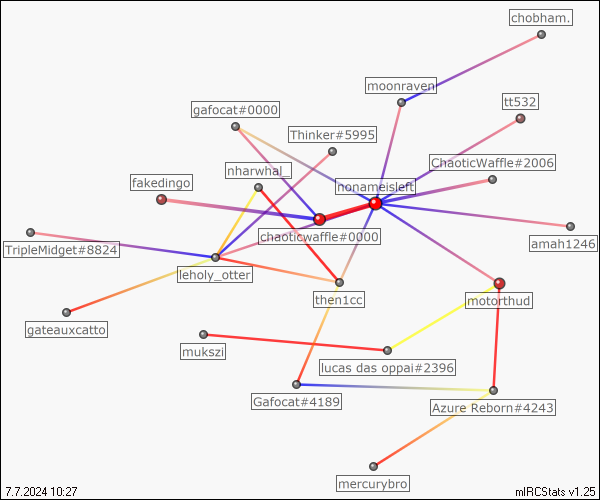 chobham.
moonraven
tt532
gafocat#0000
Thinker#5995
ChaoticWaffle#2006
nharwhal_
fakedingo
nonameisleft
chaoticwaffle#0000
amah1246
TripleMidget#8824
leholy_otter
then1cc
motorthud
gateauxcatto
mukszi
lucas das oppai#2396
Gafocat#4189
Azure Reborn#4243
mercurybro
7.7.2024 10:27
mIRCStats v1.25